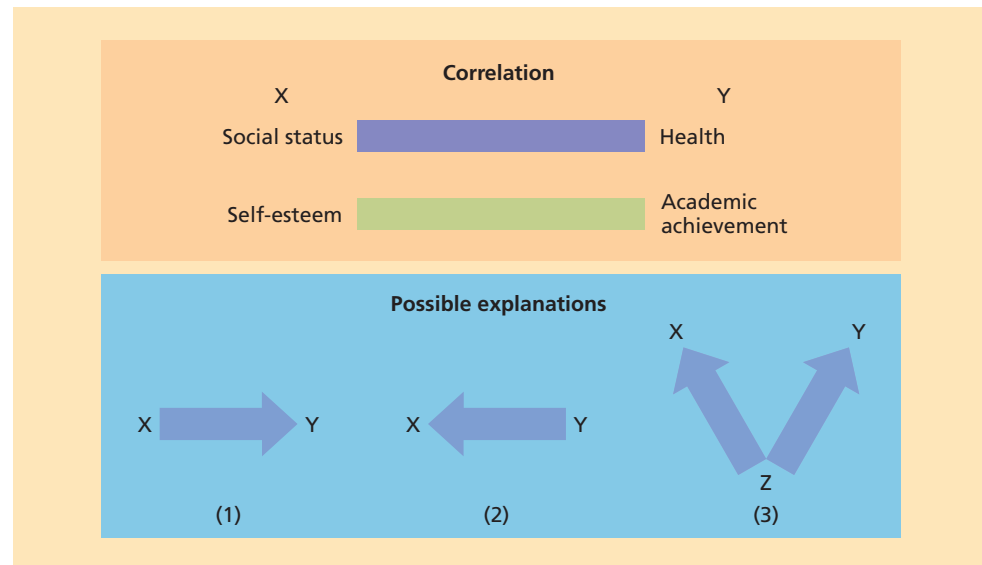 Correlation
X Y
Social status Health
Self-esteem Academic
achievement
Possible explanations
X Y
X Y X Y
Z
(1) (2) (3)